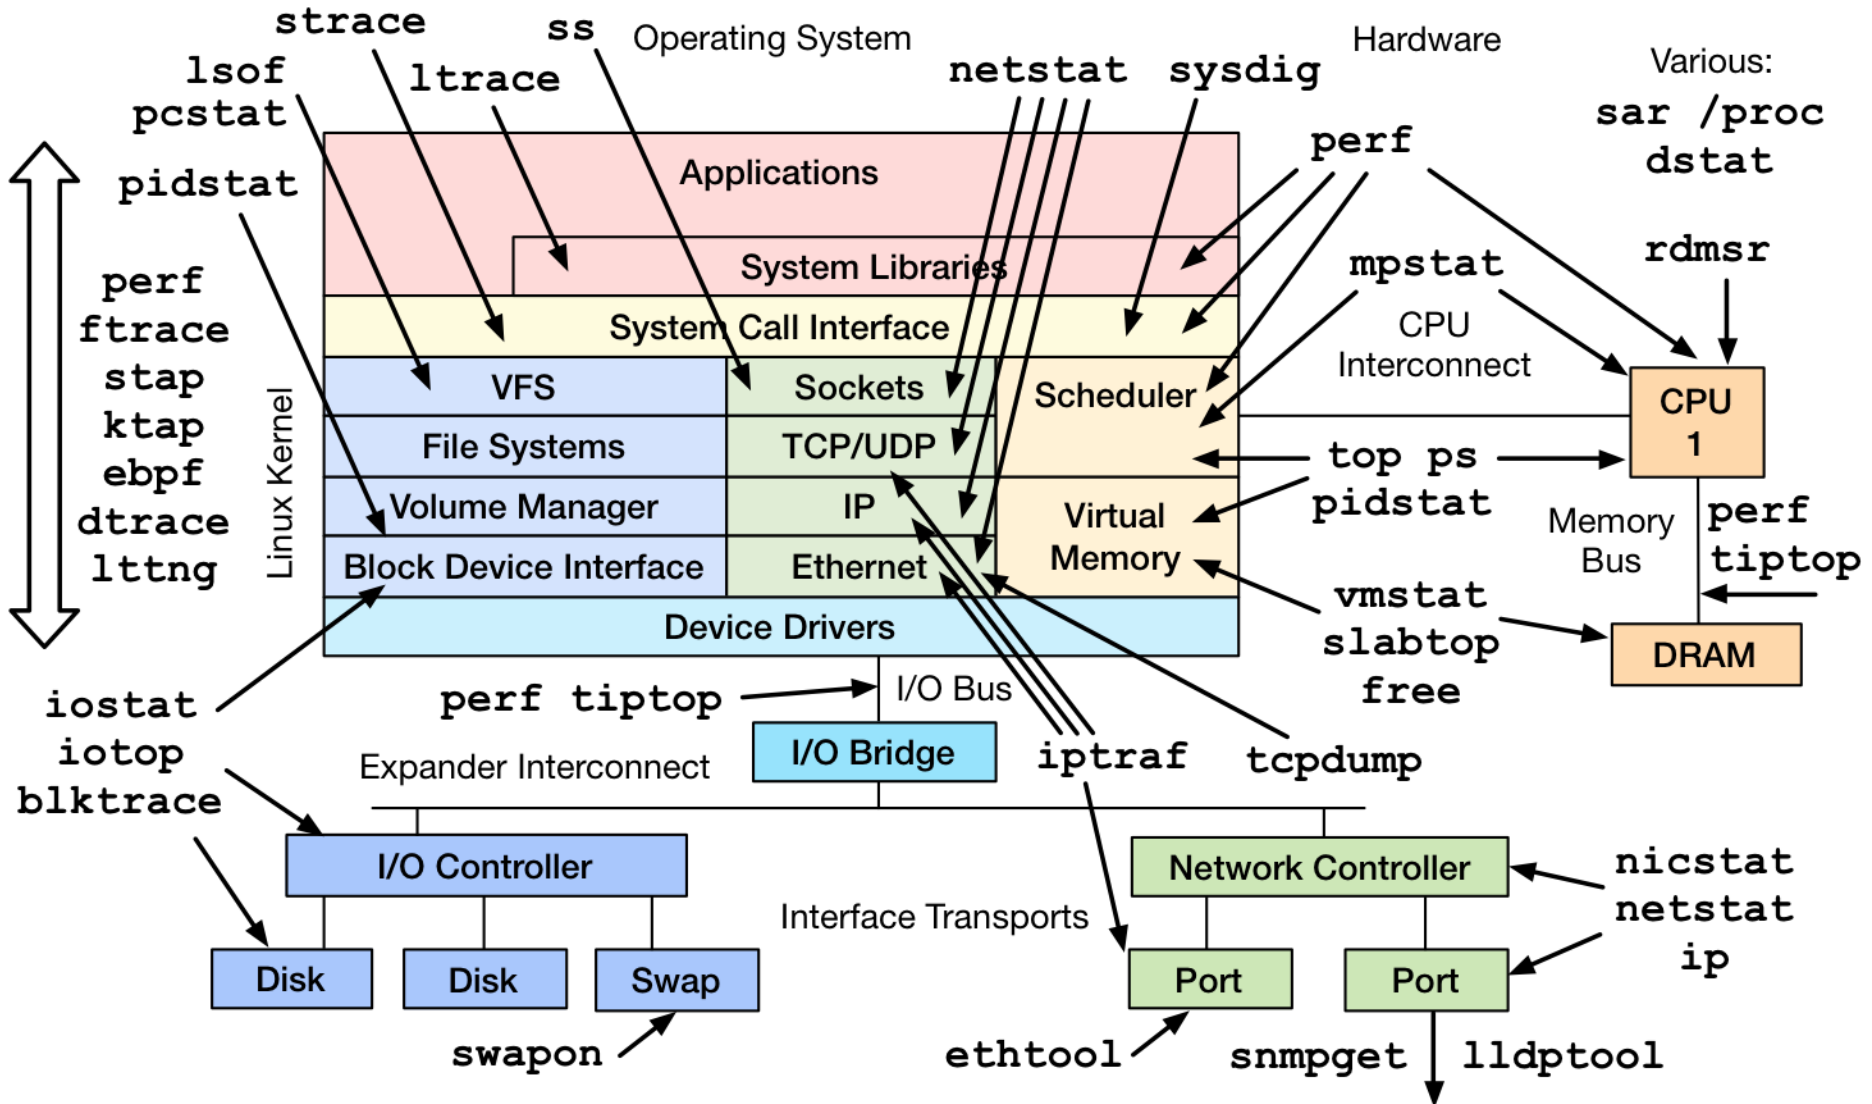 strace
ss
Operating System
Hardware
Various:
lsof
pcstat
ltrace
netstat
sysdig
sar /proc
dstat
perf
pidstat
Applications
rdmsr
mpstat
System Libraries
perf
ftrace
stap
ktap
ebpf
dtrace
lttng
System Call Interface
CPU
Interconnect
Linux Kernel
VFS
Sockets
Scheduler
CPU
1
File Systems
TCP/UDP
top ps
pidstat
Volume Manager
IP
Virtual
Memory
Memory
Bus
perf
tiptop
Block Device Interface
Ethernet
vmstat
slabtop
free
Device Drivers
DRAM
iostat
iotop
blktrace
perf tiptop
I/O Bus
Expander Interconnect
I/O Bridge
iptraf
tcpdump
I/O Controller
Network Controller
nicstat
netstat
ip
Interface Transports
Disk
Disk
Swap
Port
Port
swapon
ethtool
snmpget
lldptool